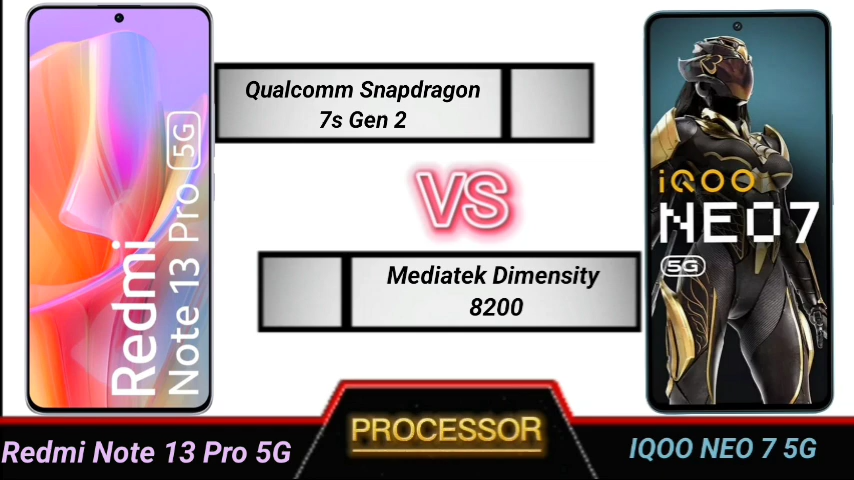 Redmi
Note 13 Pro 5G
Qualcomm Snapdragon
7s Gen 2
VS
Mediatek Dimensity
8200
iQOO
NEO7
5G
PROCESSOR
Redmi Note 13 Pro 5G
IQOO NEO 7 5G